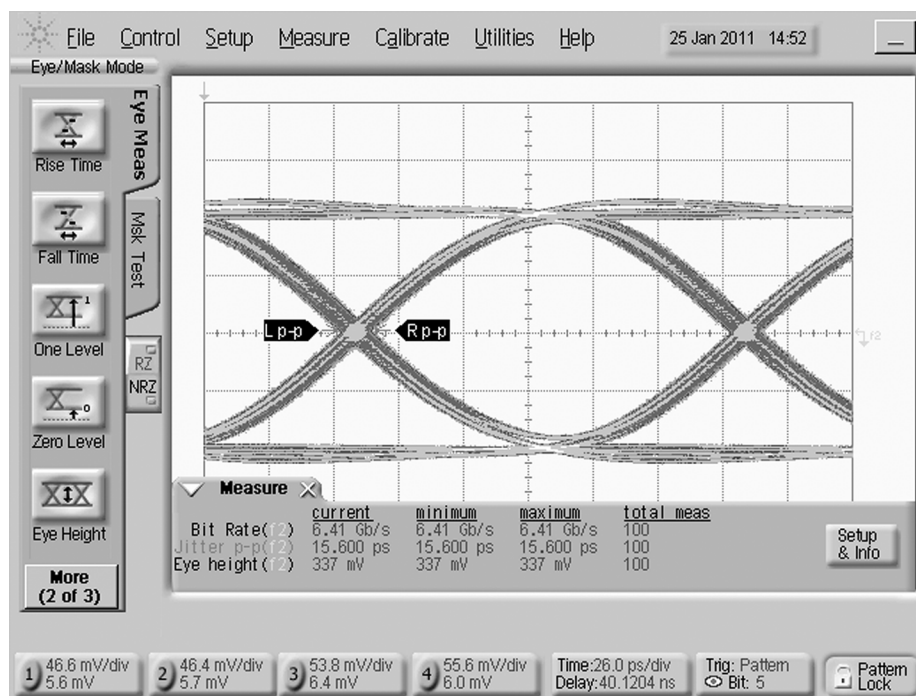 File Control Setup Measure Calibrate Utilities Help 25 Jan 2011 14:52
Eye/Mask Mode
Eye Meas
Msk Test
Rise Time
Fall Time
One Level
Zero Level
Eye Height
More
(2 of 3)
RZ
NRZ
L p-p R p-p
f2
Measure
current minimum maximum total meas
Bit Rate(f2) 6.41 Gb/s 6.41 Gb/s 6.41 Gb/s 100
Jitter p-p(f2) 15.600 ps 15.600 ps 15.600 ps 100
Eye height(f2) 337 mV 337 mV 337 mV 100
Setup
& Info
1 46.6 mV/div
5.6 mV
2 46.4 mV/div
5.7 mV
3 53.8 mV/div
6.4 mV
4 55.6 mV/div
6.0 mV
Time:26.0 ps/div
Delay:40.1204 ns
Trig: Pattern
Bit: 5
Pattern
Lock